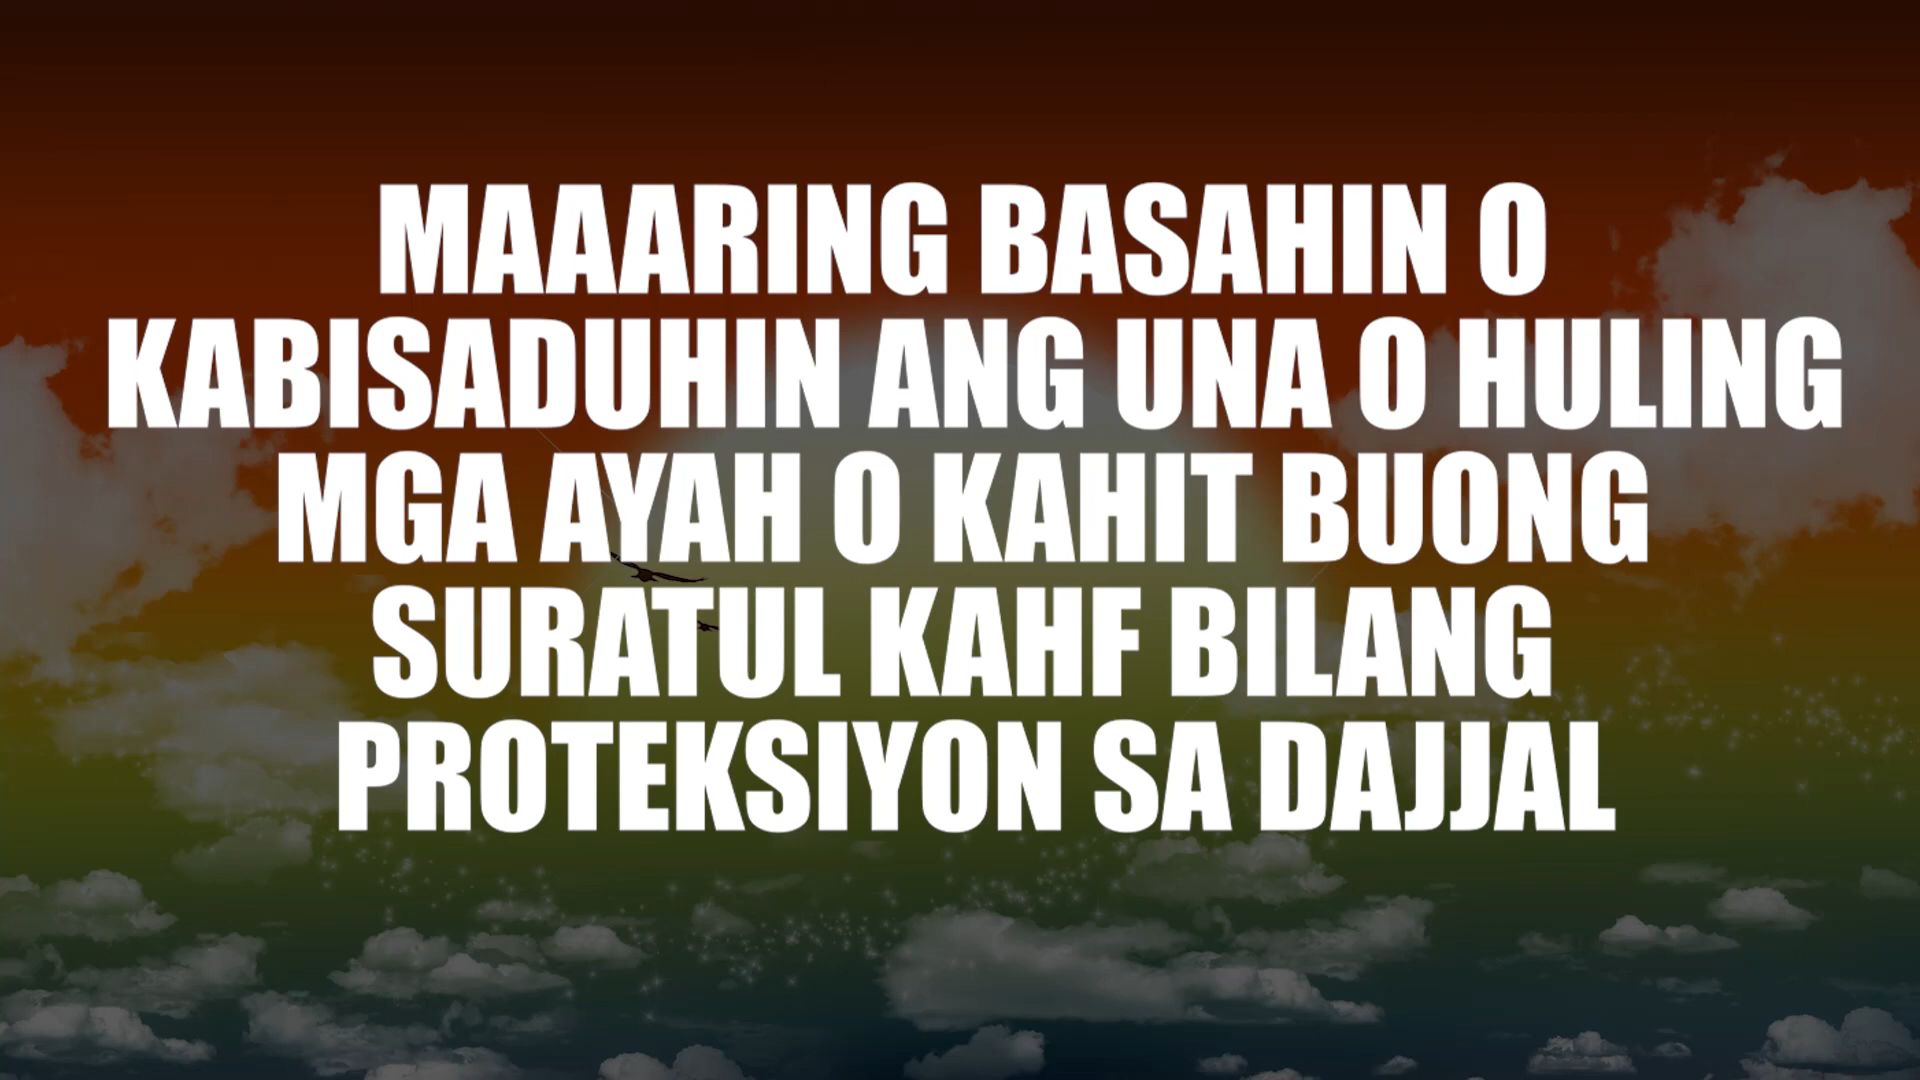 MAAARING BASAHIN O
KABISADUHIN ANG UNA O HULING
MGA AYAH O KAHIT BUONG
SURATUL KAHF BILANG
PROTEKSIYON SA DAJJAL